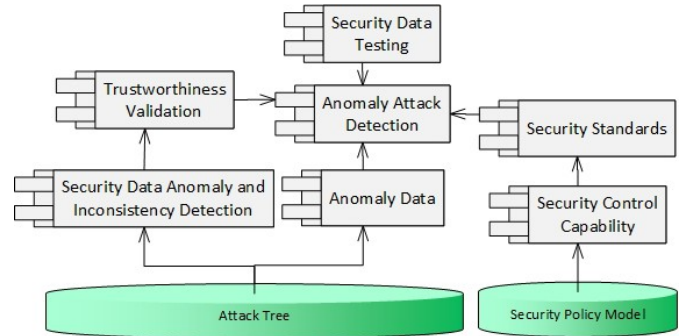 Security Data
Testing
Trustworthiness
Validation
Anomaly Attack
Detection
Security Standards
Security Data Anomaly and
Inconsistency Detection
Anomaly Data
Security Control
Capability
Attack Tree
Security Policy Model